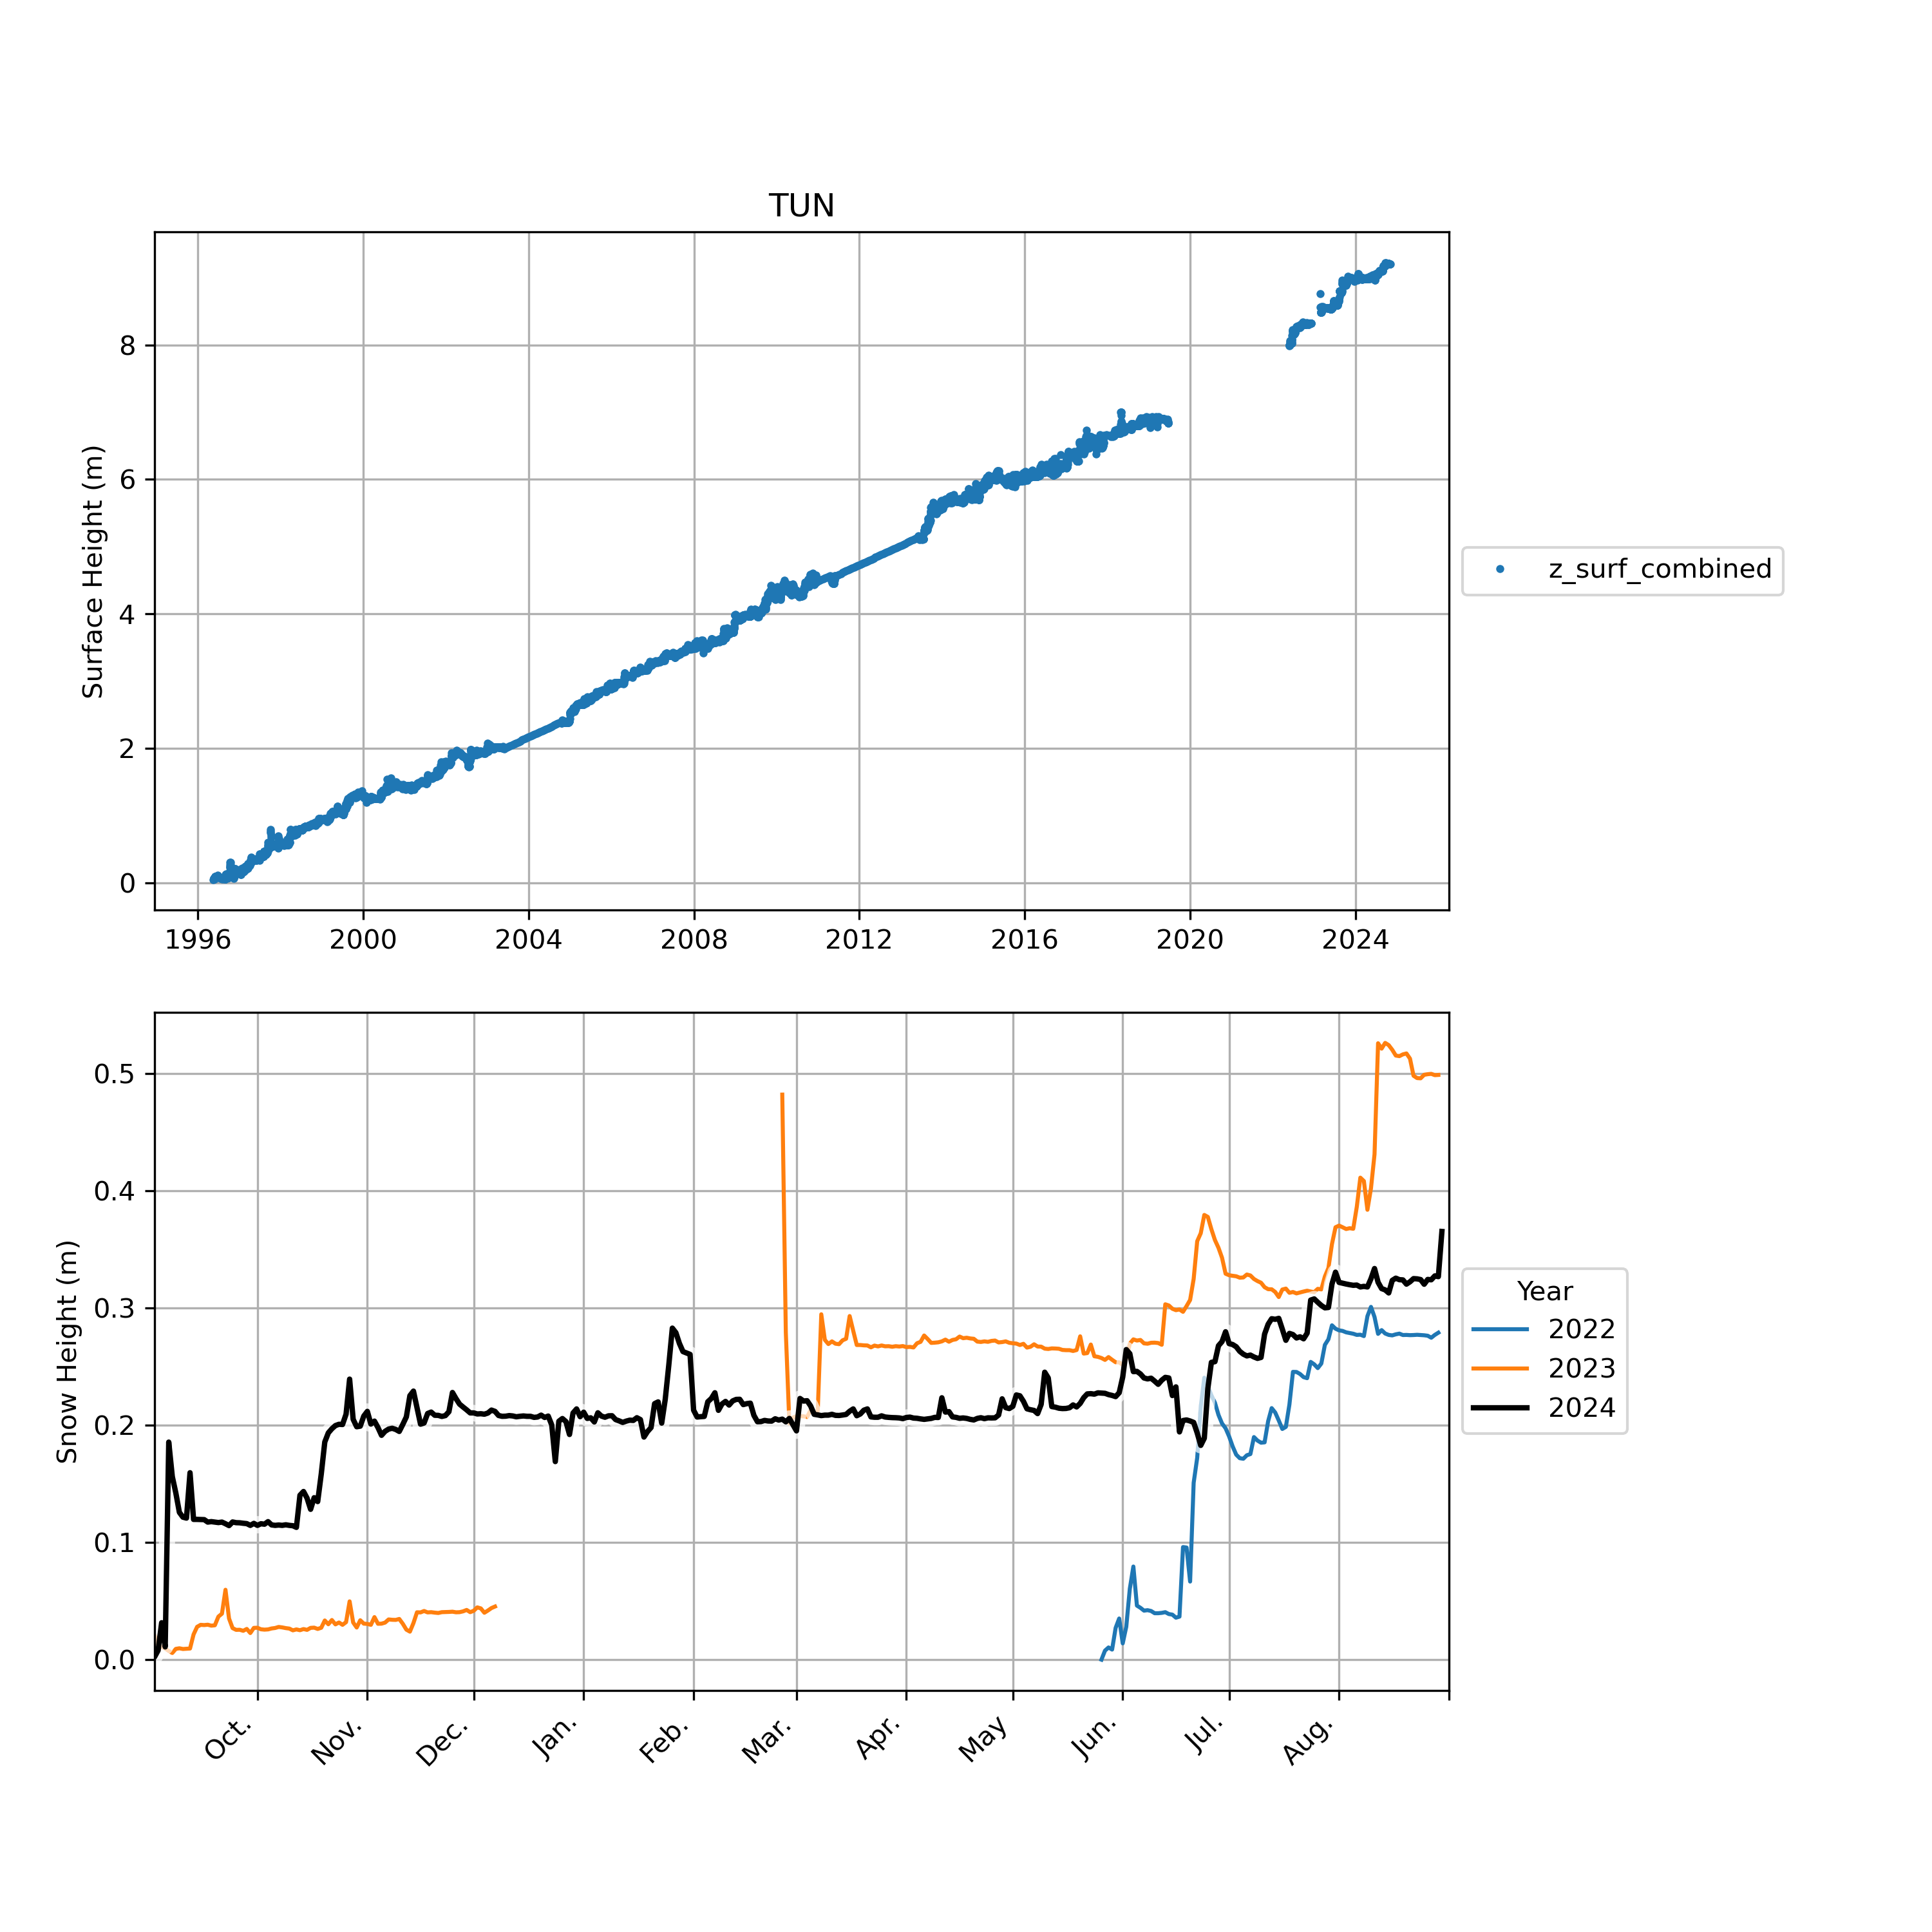 TUN
Surface Height (m)
8
6
4
2
0
1996 2000 2004 2008 2012 2016 2020 2024
z_surf_combined
Snow Height (m)
0.5
0.4
0.3
0.2
0.1
0.0
Oct. Nov. Dec. Jan. Feb. Mar. Apr. May Jun. Jul. Aug.
Year
2022
2023
2024